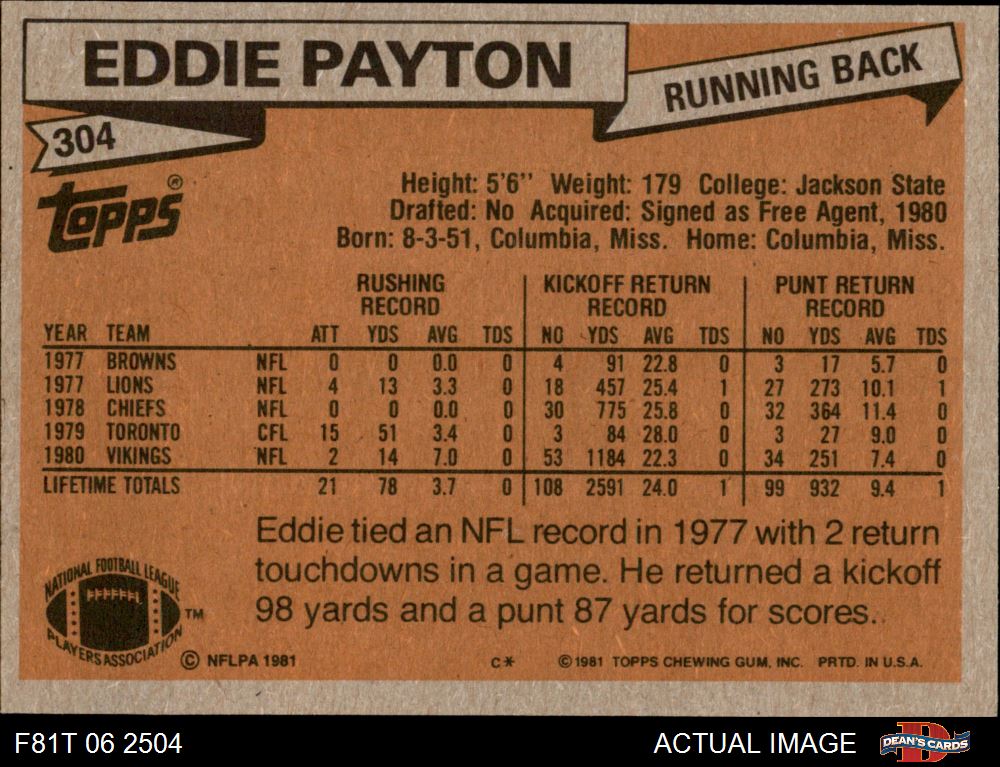 EDDIE PAYTON
RUNNING BACK
304
TOPPS®
Height: 5'6'' Weight: 179 College: Jackson State
Drafted: No Acquired: Signed as Free Agent, 1980
Born: 8-3-51, Columbia, Miss. Home: Columbia, Miss.
RUSHING RECORD KICKOFF RETURN RECORD PUNT RETURN RECORD
YEAR TEAM ATT YDS AVG TDS NO YDS AVG TDS NO YDS AVG TDS
1977 BROWNS NFL 0 0 0.0 0 4 91 22.8 0 3 17 5.7 0
1977 LIONS NFL 4 13 3.3 0 18 457 25.4 1 27 273 10.1 1
1978 CHIEFS NFL 0 0 0.0 0 30 775 25.8 0 32 364 11.4 0
1979 TORONTO CFL 15 51 3.4 0 3 84 28.0 0 3 27 9.0 0
1980 VIKINGS NFL 2 14 7.0 0 53 1184 22.3 0 34 251 7.4 0
LIFETIME TOTALS 21 78 3.7 0 108 2591 24.0 1 99 932 9.4 1
Eddie tied an NFL record in 1977 with 2 return
touchdowns in a game. He returned a kickoff
98 yards and a punt 87 yards for scores.
NATIONAL FOOTBALL LEAGUE
PLAYERS ASSOCIATION
TM
© NFLPA 1981
C*
© 1981 TOPPS CHEWING GUM, INC. PRTD. IN U.S.A.
F81T 06 2504
ACTUAL IMAGE
D
DEAN'S CARDS